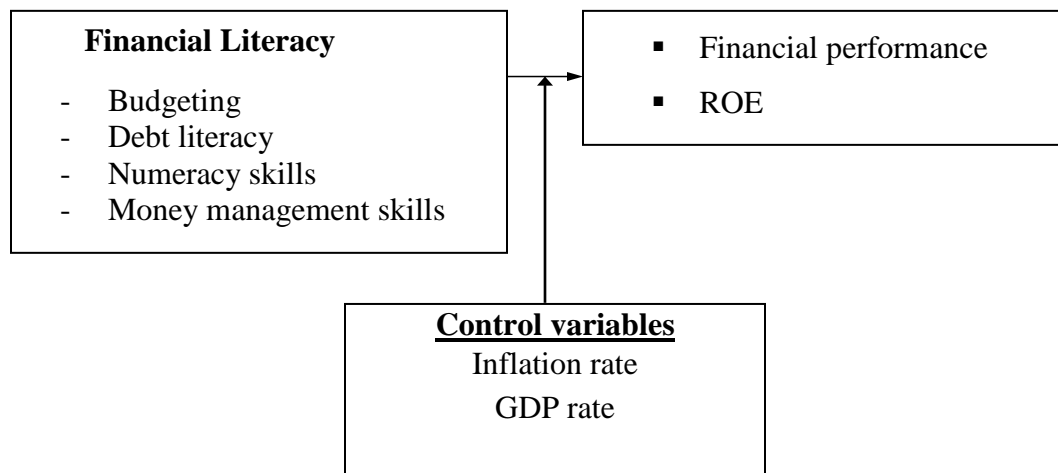 Financial Literacy
- Budgeting
- Debt literacy
- Numeracy skills
- Money management skills
▪ Financial performance
▪ ROE
Control variables
Inflation rate
GDP rate